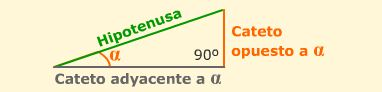 Hipotenusa
α
90º
Cateto
opuesto a α
Cateto adyacente a α